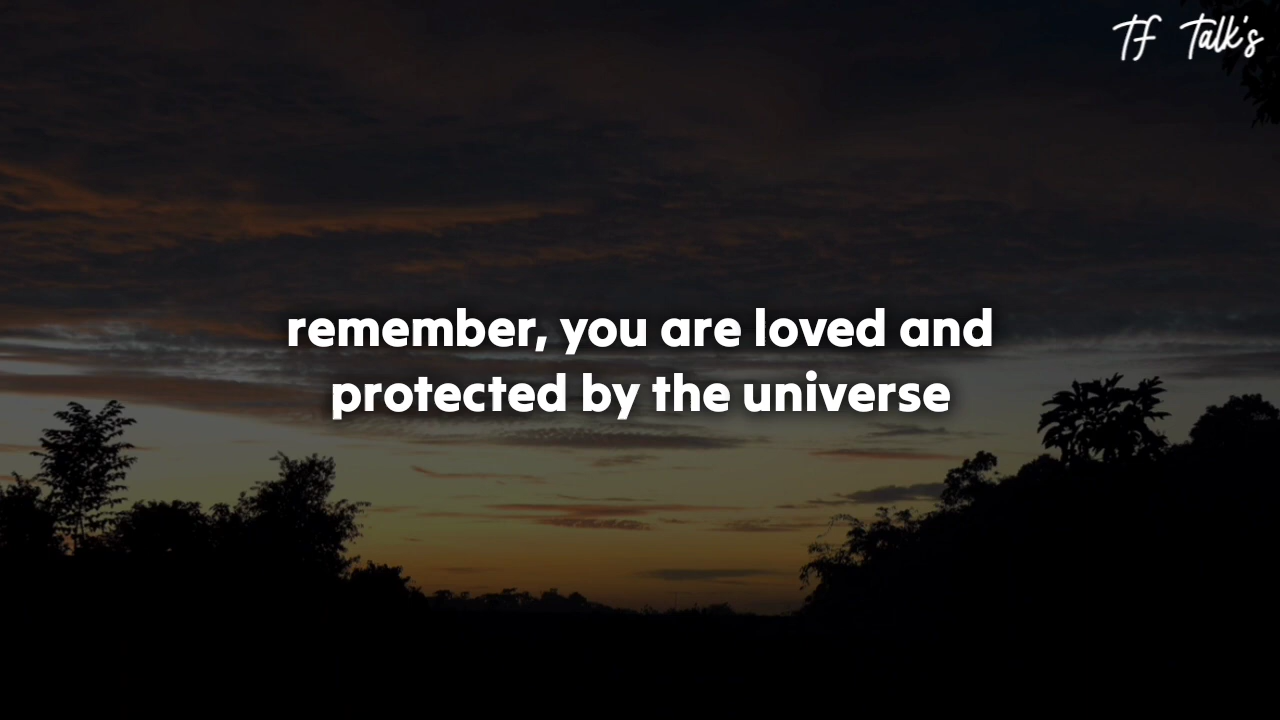 TF Talk's
remember, you are loved and
protected by the universe